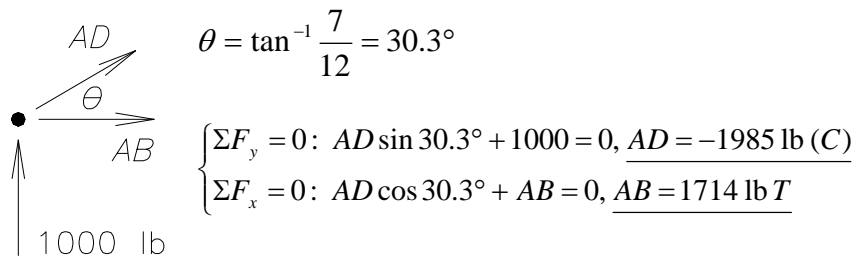 AD
θ
AB
1000 lb
θ = tan⁻¹ 7/12 = 30.3°
ΣF_y = 0: AD sin 30.3° + 1000 = 0, AD = −1985 lb (C)
ΣF_x = 0: AD cos 30.3° + AB = 0, AB = 1714 lb T